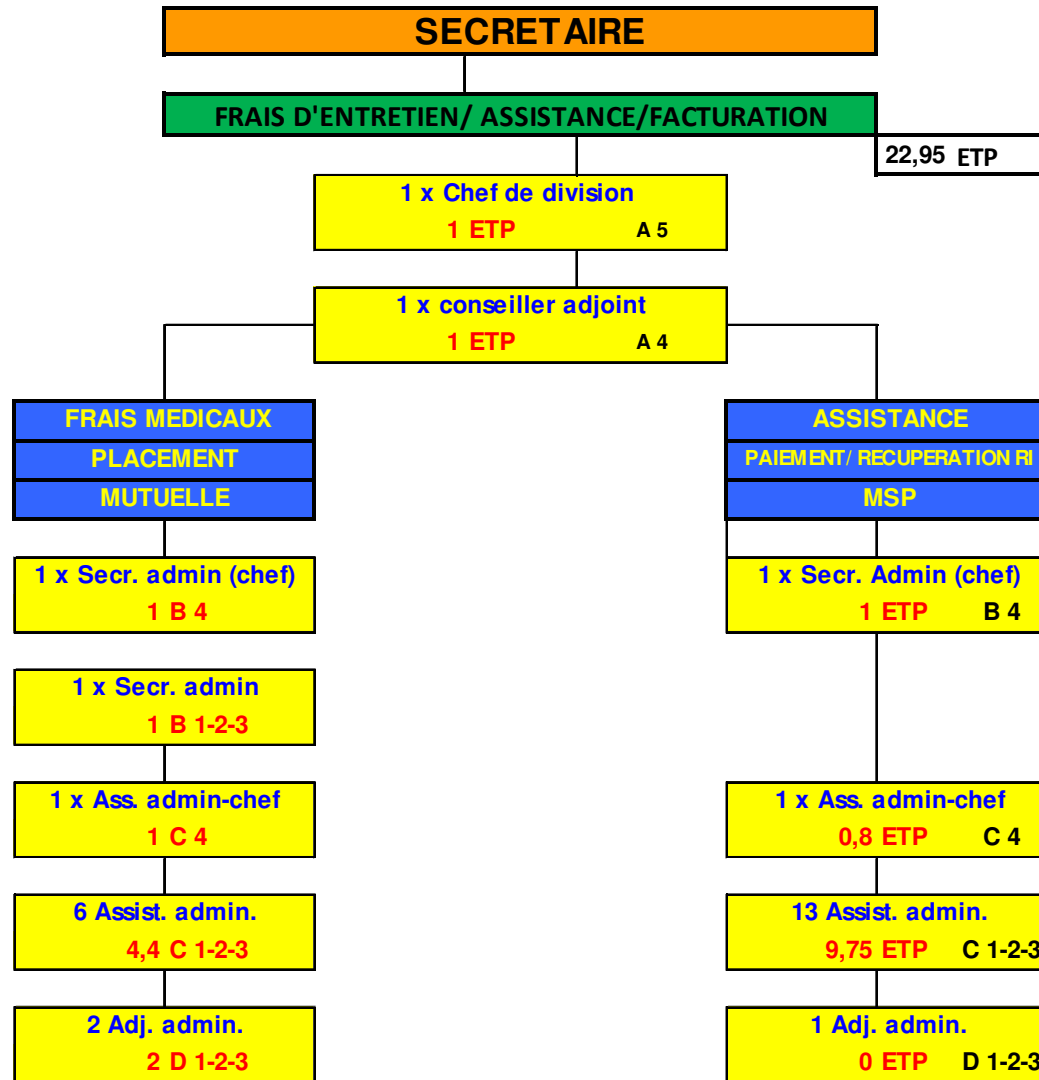 SECRETAIRE
FRAIS D'ENTRETIEN/ ASSISTANCE/FACTURATION
22,95 ETP
1 x Chef de division
1 ETP A 5
1 x conseiller adjoint
1 ETP A 4
FRAIS MEDICAUX
PLACEMENT
MUTUELLE
1 x Secr. admin (chef)
1 B 4
1 x Secr. admin
1 B 1-2-3
1 x Ass. admin-chef
1 C 4
6 Assist. admin.
4,4 C 1-2-3
2 Adj. admin.
2 D 1-2-3
ASSISTANCE
PAIEMENT/ RECUPERATION RI
MSP
1 x Secr. Admin (chef)
1 ETP B 4
1 x Ass. admin-chef
0,8 ETP C 4
13 Assist. admin.
9,75 ETP C 1-2-3
1 Adj. admin.
0 ETP D 1-2-3